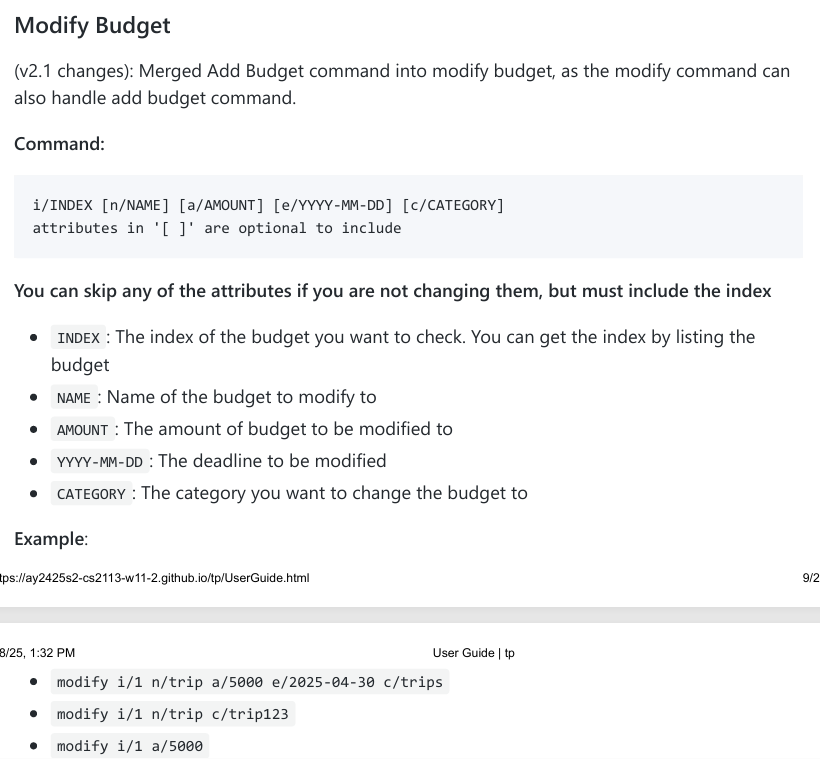 Modify Budget
(v2.1 changes): Merged Add Budget command into modify budget, as the modify command can
also handle add budget command.
Command:
i/INDEX [n/NAME] [a/AMOUNT] [e/YYYY-MM-DD] [c/CATEGORY]
attributes in '[ ]' are optional to include
You can skip any of the attributes if you are not changing them, but must include the index
INDEX : The index of the budget you want to check. You can get the index by listing the
budget
NAME : Name of the budget to modify to
AMOUNT : The amount of budget to be modified to
YYYY-MM-DD : The deadline to be modified
CATEGORY : The category you want to change the budget to
Example:
tps://ay2425s2-cs2113-w11-2.github.io/tp/UserGuide.html 9/2
8/25, 1:32 PM User Guide | tp
modify i/1 n/trip a/5000 e/2025-04-30 c/trips
modify i/1 n/trip c/trip123
modify i/1 a/5000